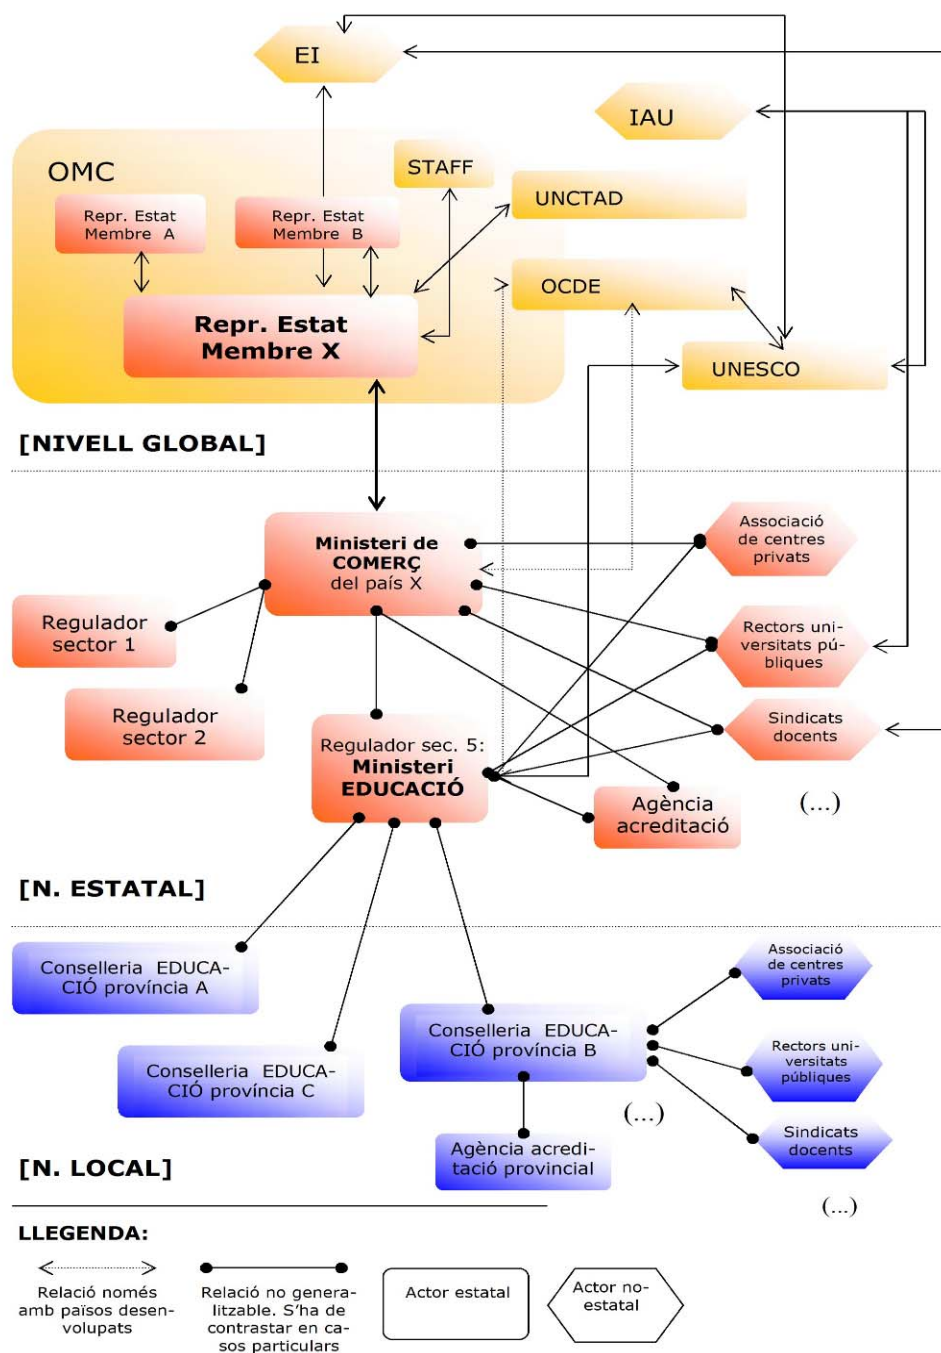 EI
IAU
OMC
STAFF
UNCTAD
Repr. Estat
Membre A
Repr. Estat
Membre B
OCDE
Repr. Estat
Membre X
UNESCO
[NIVELL GLOBAL]
Ministeri de
COMERÇ
del país X
Associació
de centres
privats
Regulador
sector 1
Rectors uni-
versitats pú-
bliques
Regulador
sector 2
Regulador sec. 5:
Ministeri
EDUCACIÓ
Sindicats
docents
Agència
acreditació
(...)
[N. ESTATAL]
Conselleria EDUCA-
CIÓ província A
Associació
de centres
privats
Conselleria EDUCA-
CIÓ província B
Conselleria EDUCA-
CIÓ província C
Rectors uni-
versitats
públiques
(...)
Agència acredi-
tació provincial
Sindicats
docents
[N. LOCAL]
(...)
LLEGENDA:
Relació només
amb països desen-
volupats
Relació no genera-
litzable. S'ha de
contrastar en ca-
sos particulars
Actor estatal
Actor no-
estatal